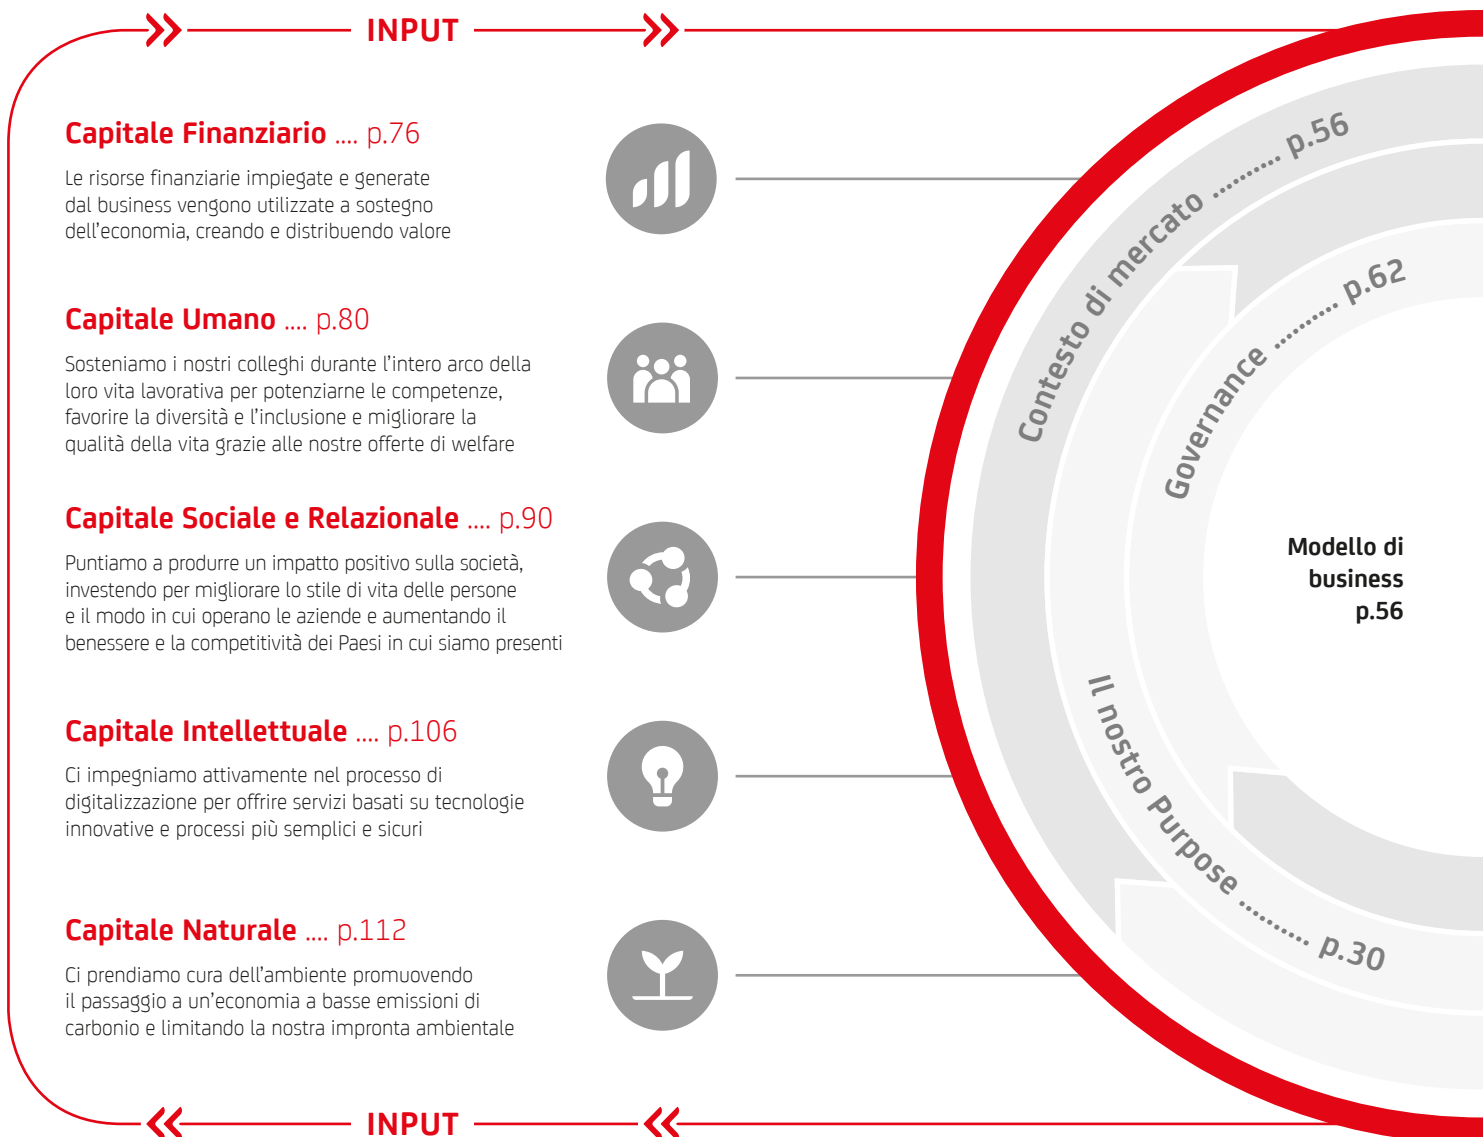 INPUT
Capitale Finanziario .... p.76
Le risorse finanziarie impiegate e generate
dal business vengono utilizzate a sostegno
dell'economia, creando e distribuendo valore
Capitale Umano .... p.80
Sosteniamo i nostri colleghi durante l'intero arco della
loro vita lavorativa per potenziarne le competenze,
favorire la diversità e l'inclusione e migliorare la
qualità della vita grazie alle nostre offerte di welfare
Capitale Sociale e Relazionale .... p.90
Puntiamo a produrre un impatto positivo sulla società,
investendo per migliorare lo stile di vita delle persone
e il modo in cui operano le aziende e aumentando il
benessere e la competitività dei Paesi in cui siamo presenti
Capitale Intellettuale .... p.106
Ci impegniamo attivamente nel processo di
digitalizzazione per offrire servizi basati su tecnologie
innovative e processi più semplici e sicuri
Capitale Naturale .... p.112
Ci prendiamo cura dell'ambiente promuovendo
il passaggio a un'economia a basse emissioni di
carbonio e limitando la nostra impronta ambientale
INPUT
Contesto di mercato .......... p.56
Governance .......... p.62
Il nostro Purpose .......... p.30
Modello di
business
p.56